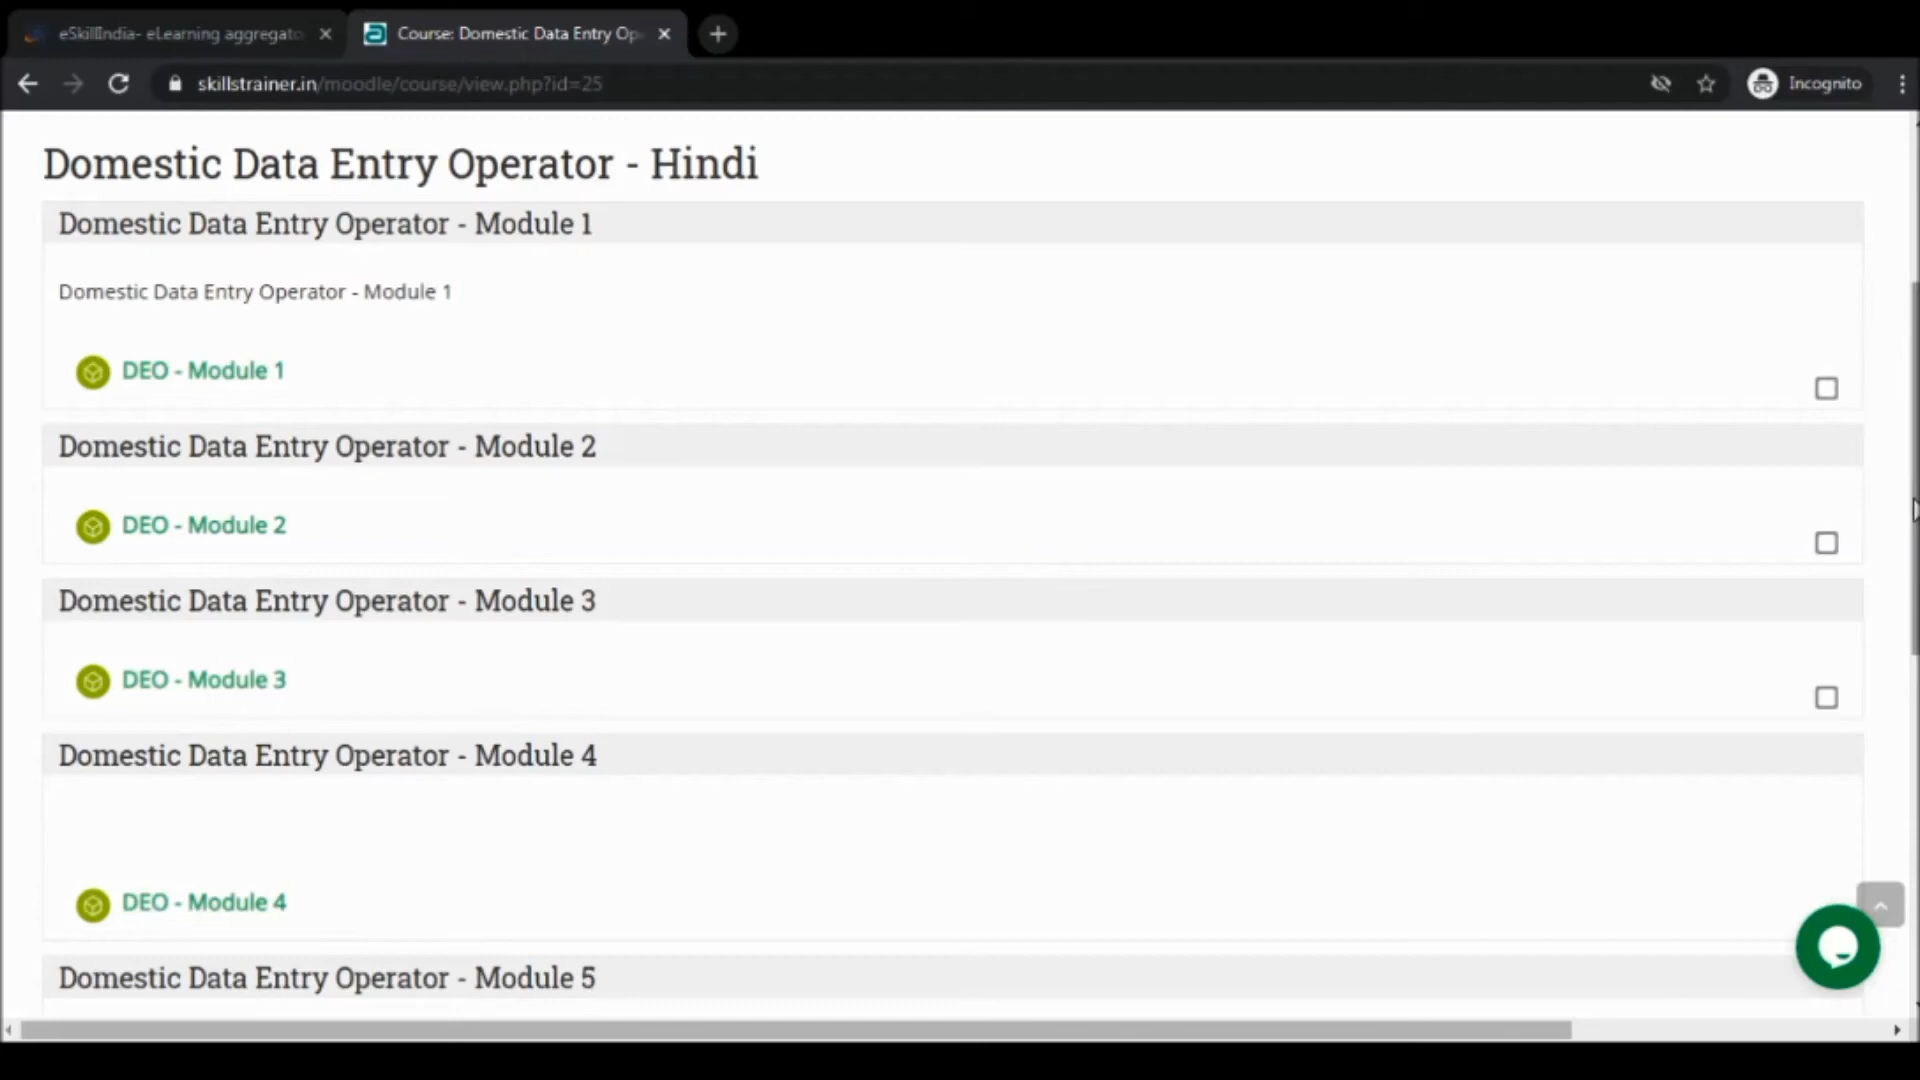 eSkillIndia- eLearning aggregato
Course: Domestic Data Entry Op
skillstrainer.in/moodle/course/view.php?id=25
Incognito
Domestic Data Entry Operator - Hindi
Domestic Data Entry Operator - Module 1
Domestic Data Entry Operator - Module 1
DEO - Module 1
Domestic Data Entry Operator - Module 2
DEO - Module 2
Domestic Data Entry Operator - Module 3
DEO - Module 3
Domestic Data Entry Operator - Module 4
DEO - Module 4
Domestic Data Entry Operator - Module 5